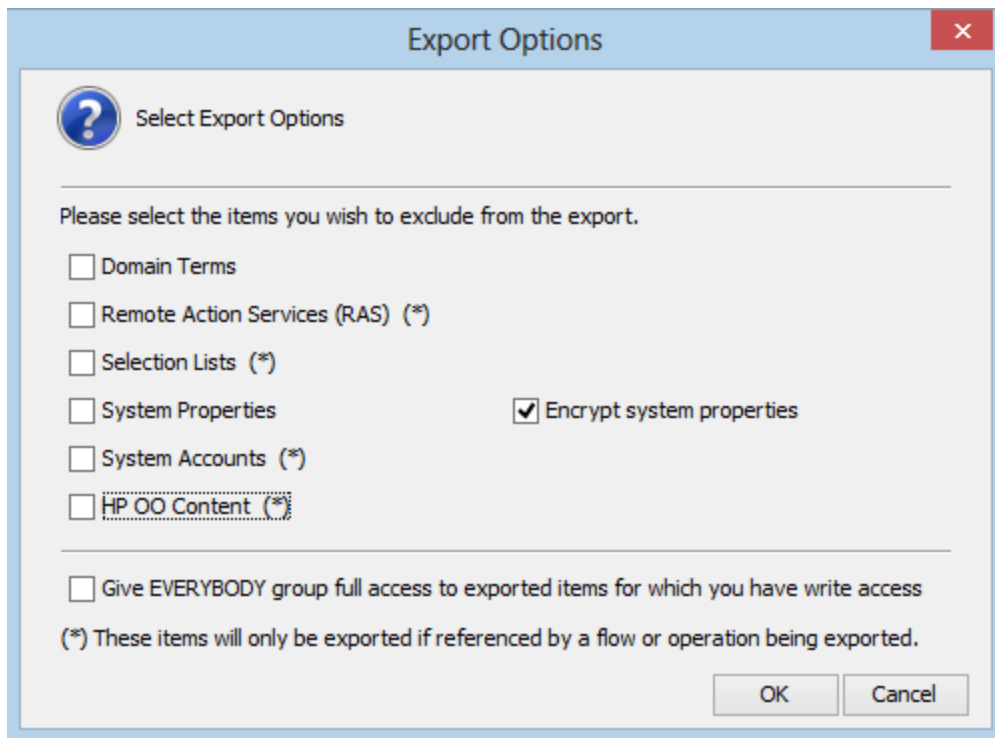 Export Options
Select Export Options
Please select the items you wish to exclude from the export.
Domain Terms
Remote Action Services (RAS) (*)
Selection Lists (*)
System Properties Encrypt system properties
System Accounts (*)
HP OO Content (*)
Give EVERYBODY group full access to exported items for which you have write access
(*) These items will only be exported if referenced by a flow or operation being exported.
OK Cancel